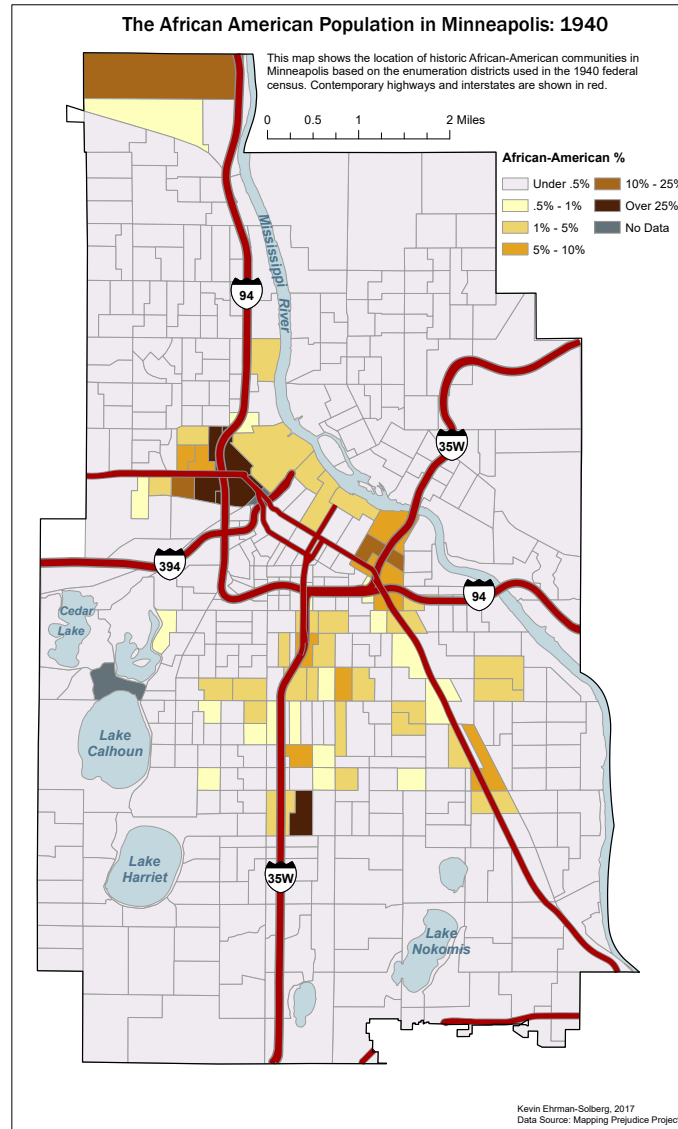 The African American Population in Minneapolis: 1940
This map shows the location of historic African-American communities in
Minneapolis based on the enumeration districts used in the 1940 federal
census. Contemporary highways and interstates are shown in red.
0 0.5 1 2 Miles
African-American %
Under .5%
.5% - 1%
1% - 5%
5% - 10%
10% - 25%
Over 25%
No Data
Mississippi
River
94
35W
394
94
Cedar
Lake
Lake
Calhoun
Lake
Harriet
35W
Lake
Nokomis
Kevin Ehrman-Solberg, 2017
Data Source: Mapping Prejudice Project